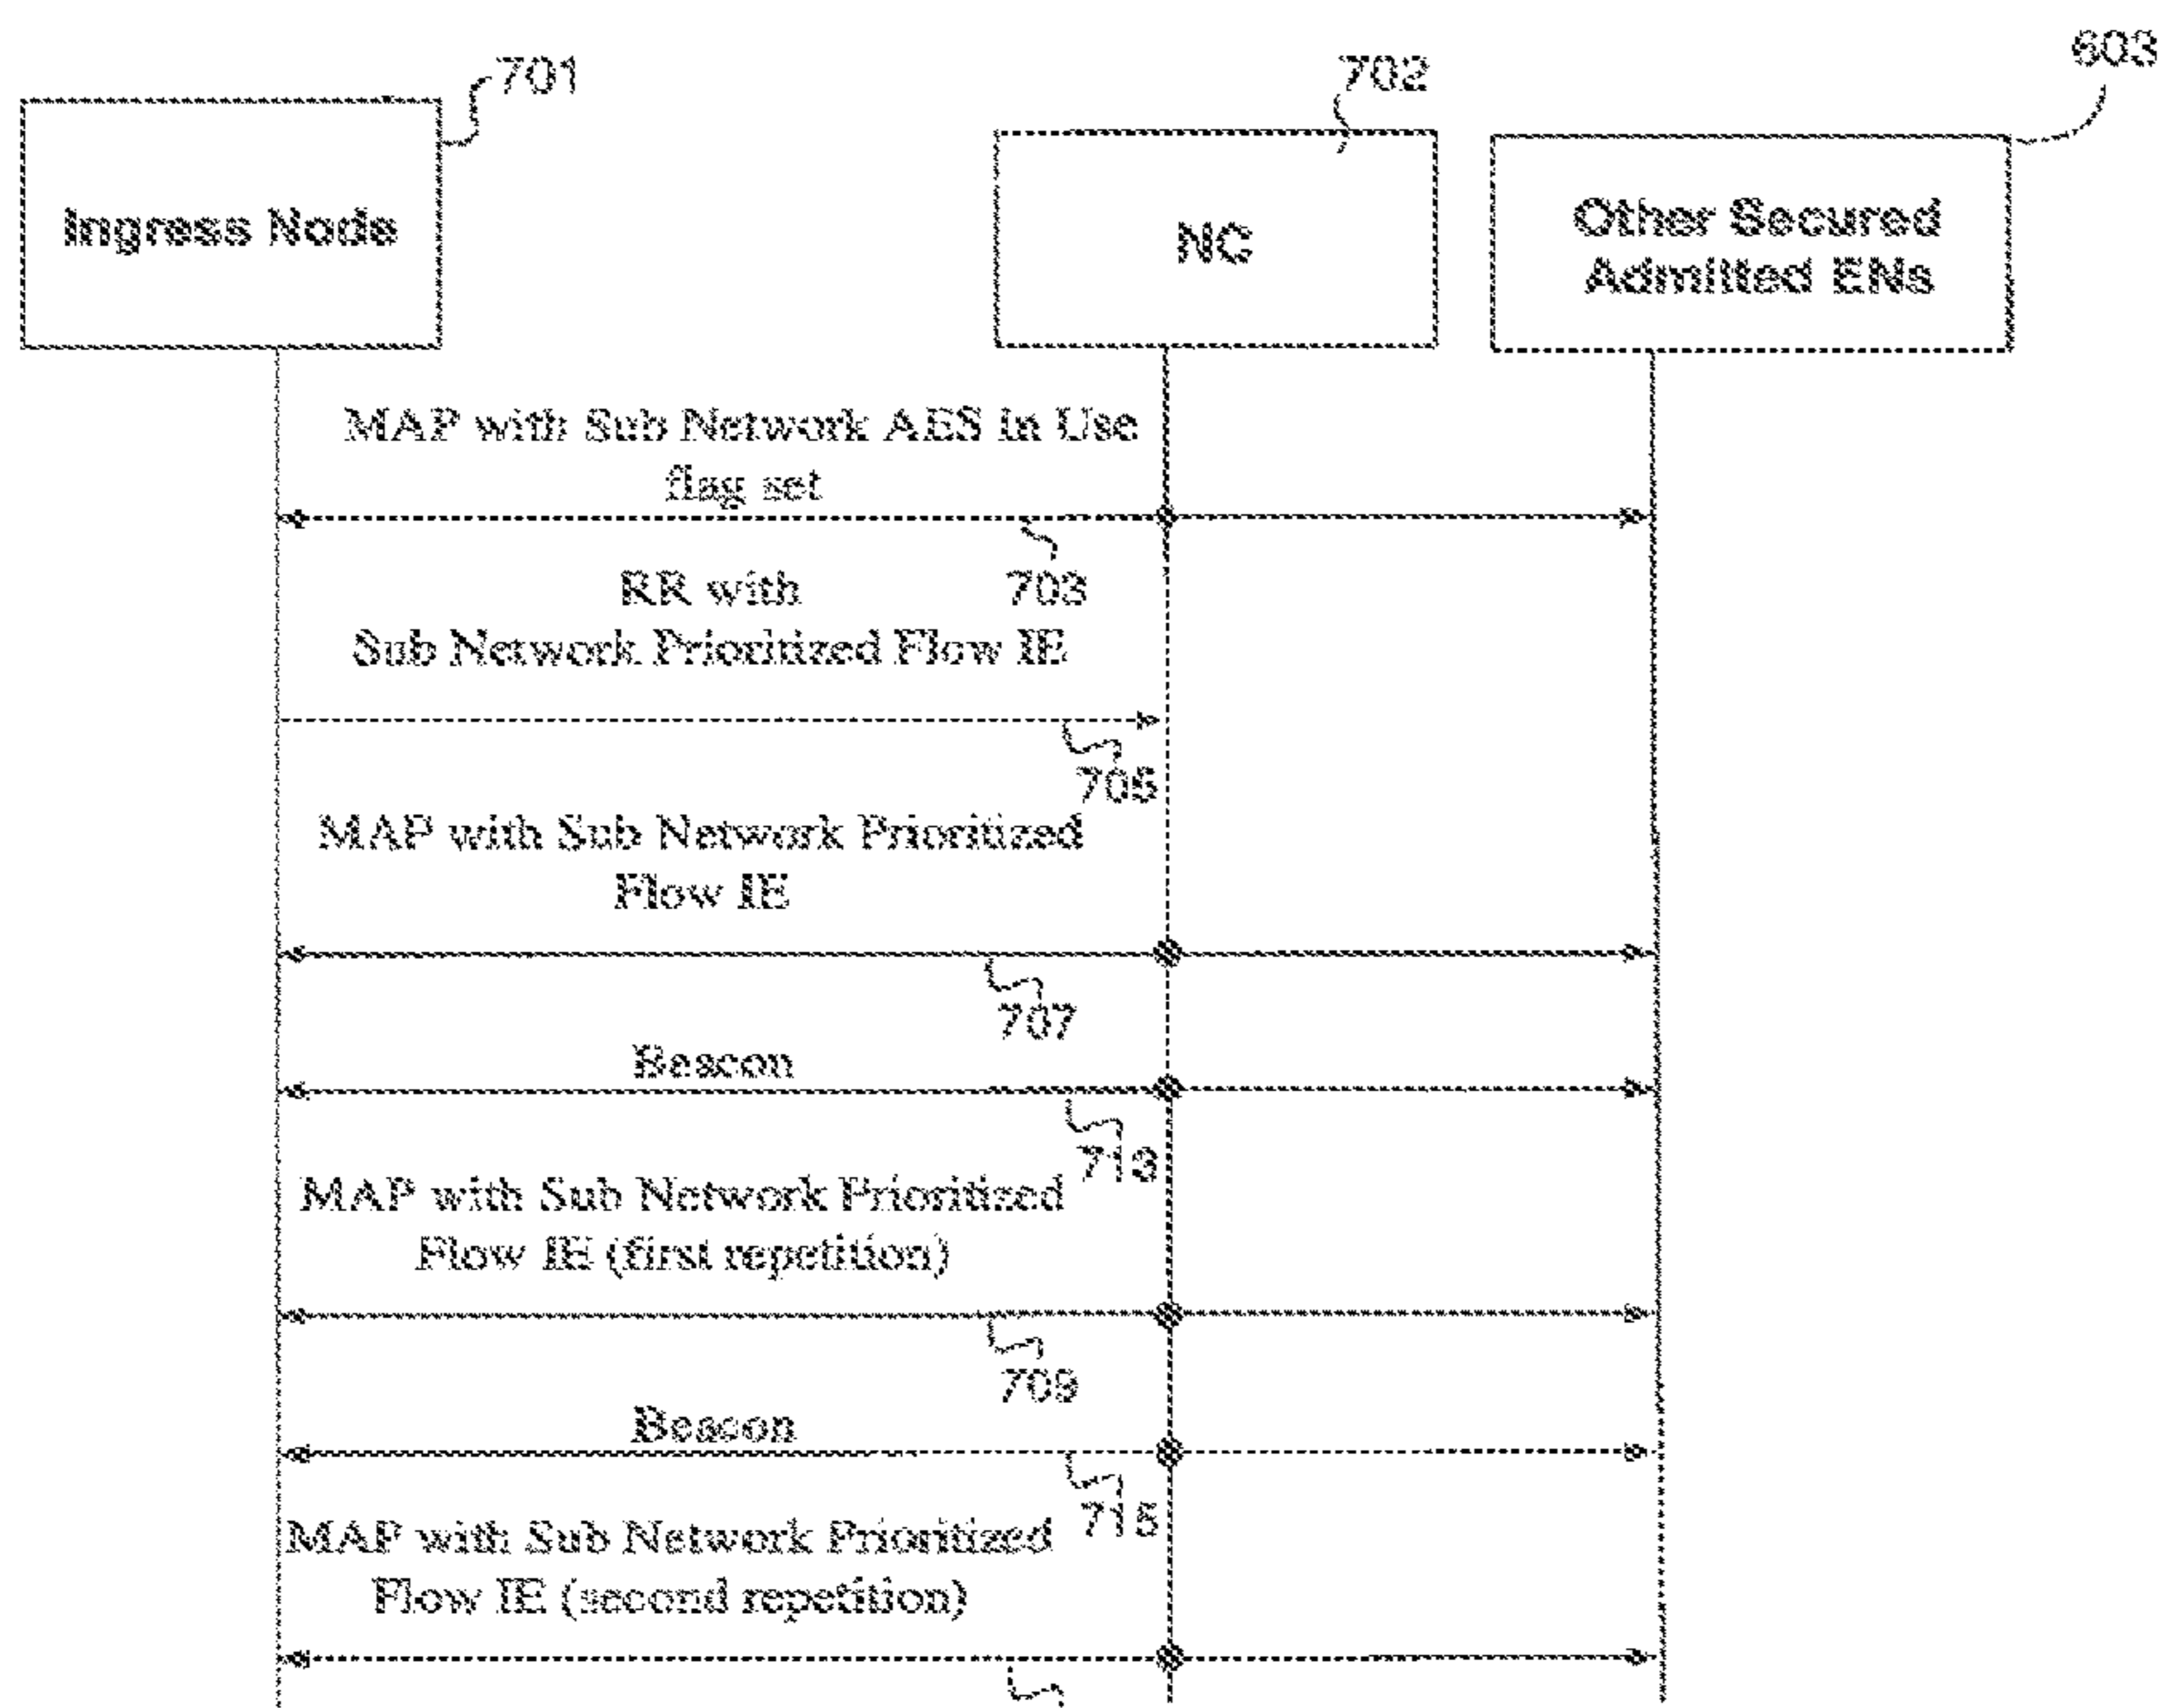 701
702
603
Ingress Node
NC
Other Secured
Admitted ENs
MAP with Sub Network AES In Use
flag set
703
RR with
Sub Network Prioritized Flow IE
705
MAP with Sub Network Prioritized
Flow IE
707
Beacon
713
MAP with Sub Network Prioritized
Flow IE (first repetition)
709
Beacon
715
MAP with Sub Network Prioritized
Flow IE (second repetition)